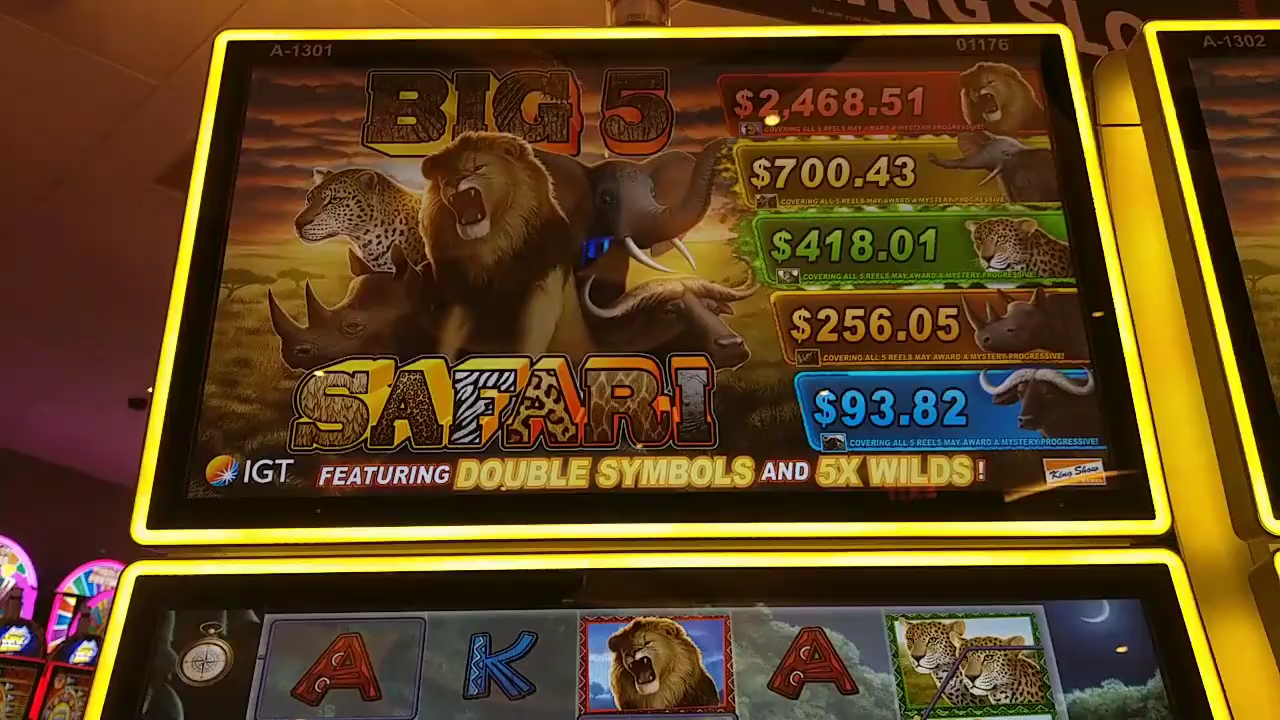 A-1301
01176
A-1302
BIG 5
SAFARI
$2,468.51
COVERING ALL 5 REELS MAY AWARD A MYSTERY PROGRESSIVE!
$700.43
COVERING ALL 5 REELS MAY AWARD A MYSTERY PROGRESSIVE!
$418.01
COVERING ALL 5 REELS MAY AWARD A MYSTERY PROGRESSIVE!
$256.05
COVERING ALL 5 REELS MAY AWARD A MYSTERY PROGRESSIVE!
$93.82
COVERING ALL 5 REELS MAY AWARD A MYSTERY PROGRESSIVE!
IGT FEATURING DOUBLE SYMBOLS AND 5X WILDS!
King Show
A K A